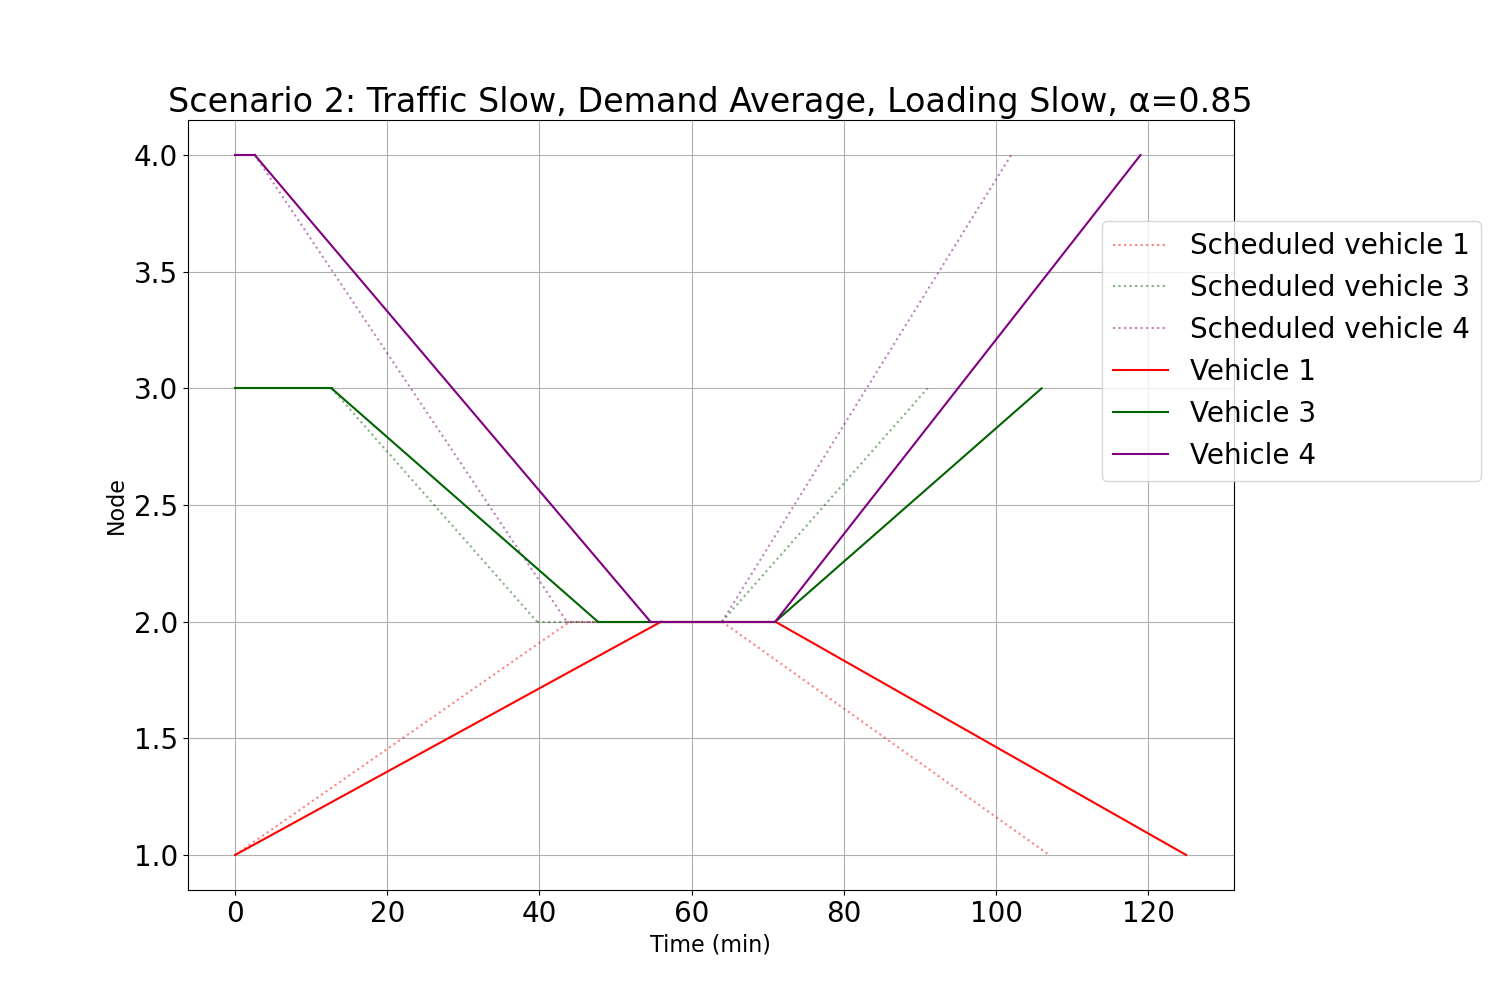 Scenario 2: Traffic Slow, Demand Average, Loading Slow, α=0.85
4.0
3.5
3.0
2.5
2.0
1.5
1.0
Node
0 20 40 60 80 100 120
Time (min)
Scheduled vehicle 1
Scheduled vehicle 3
Scheduled vehicle 4
Vehicle 1
Vehicle 3
Vehicle 4